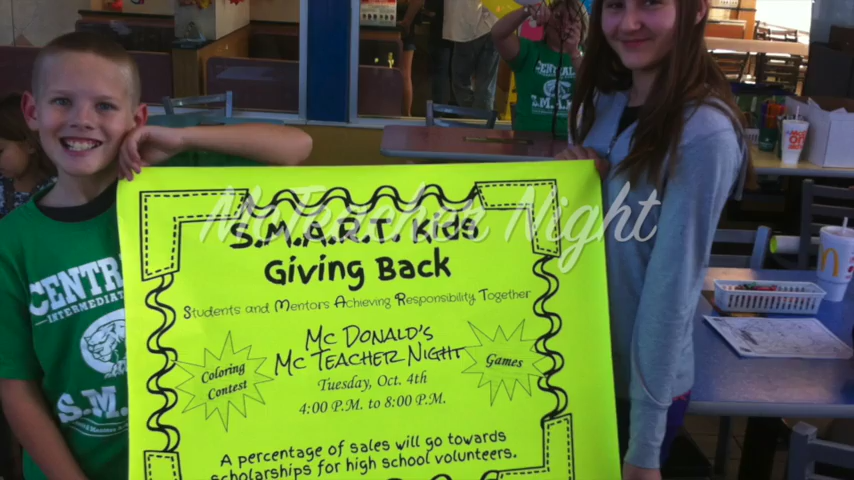 McTeacher Night
S.M.A.R.T. Kids
Giving Back
Students and Mentors Achieving Responsibility Together
Mc Donald's
Mc Teacher Night
Coloring
Contest
Games
Tuesday, Oct. 4th
4:00 P.M. to 8:00 P.M.
A percentage of sales will go towards
scholarships for high school volunteers.
CENTRAL
INTERMEDIATE
S.M.
CENTRAL
S.M.A.